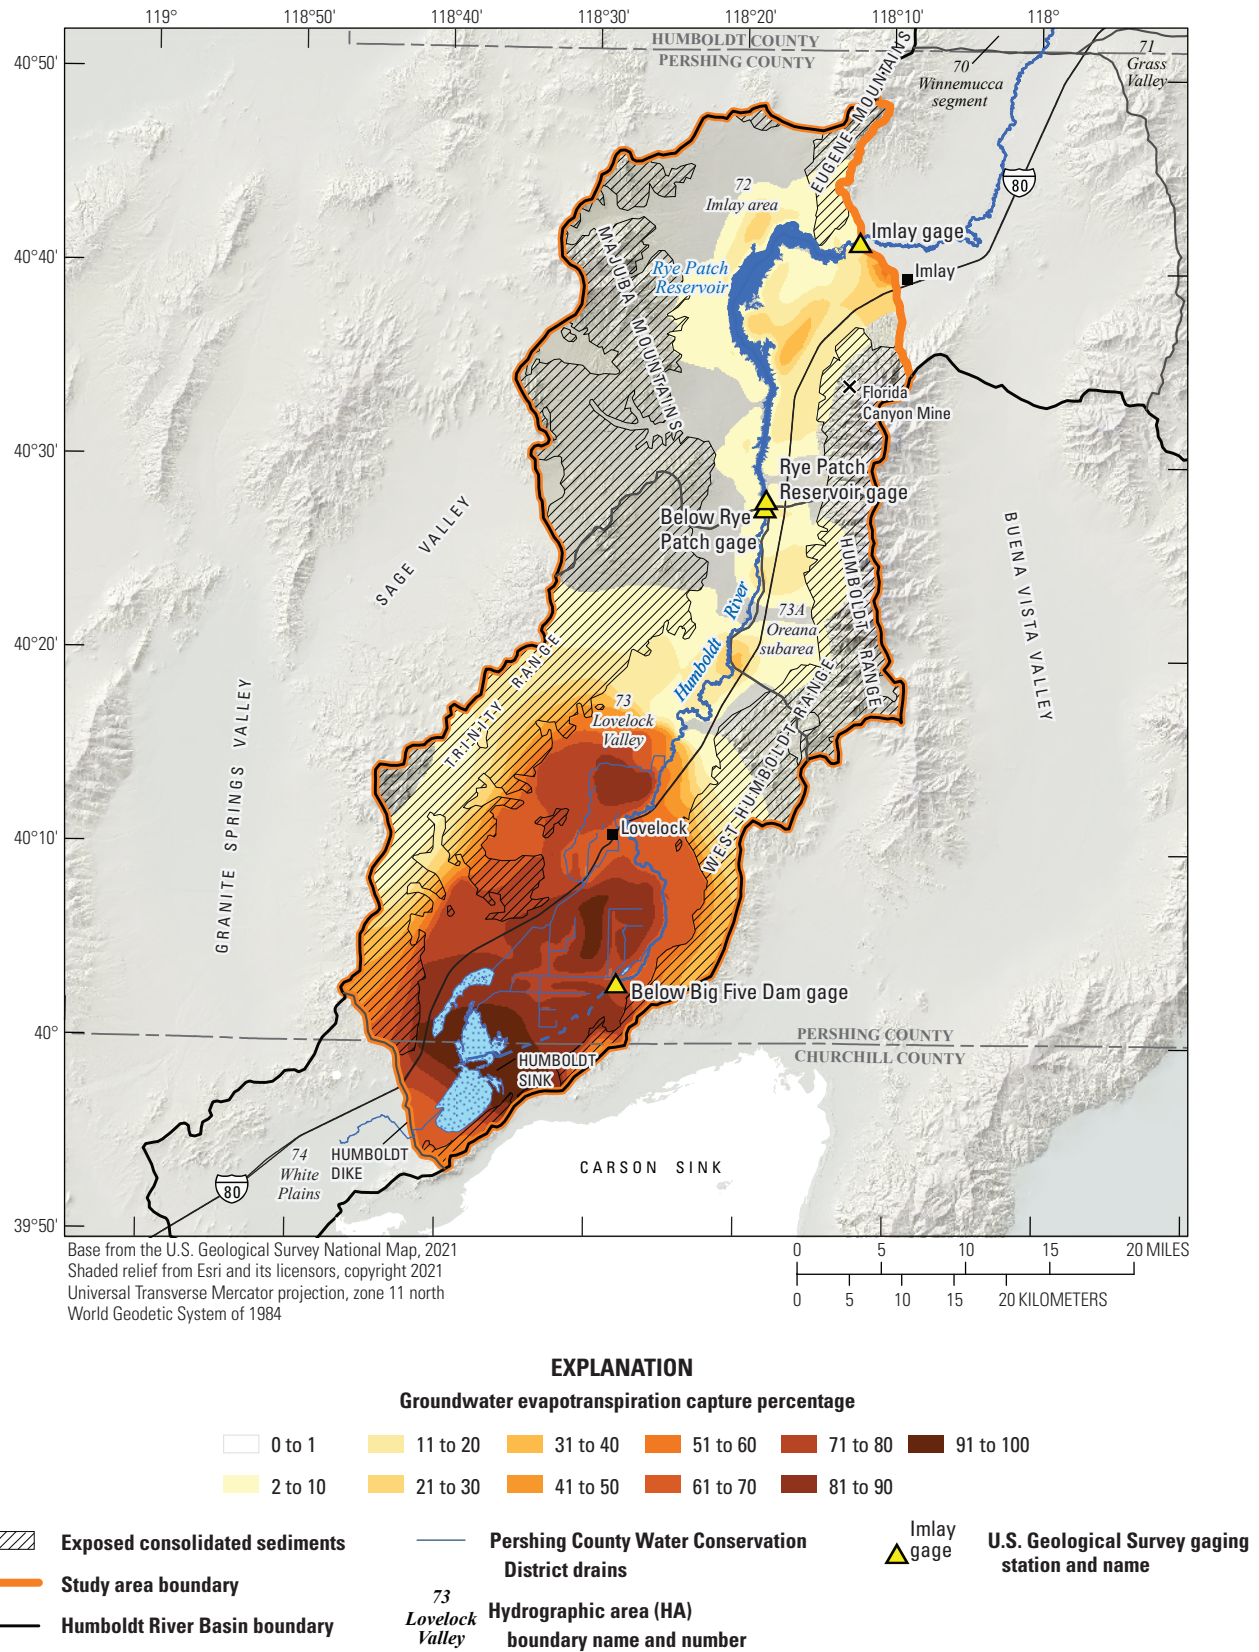 119°
118°50'
118°40'
118°30'
118°20'
118°10'
118°
40°50'
40°40'
40°30'
40°20'
40°10'
40°
39°50'
HUMBOLDT COUNTY
PERSHING COUNTY
70
Winnemucca
segment
71
Grass
Valley
80
EUGENE MOUNTAINS
72
Imlay area
Imlay gage
Imlay
Rye Patch
Reservoir
MAJUBA MOUNTAINS
Florida
Canyon Mine
Rye Patch
Reservoir gage
Below Rye
Patch gage
SAGE VALLEY
BUENA VISTA VALLEY
HUMBOLDT RANGE
Humboldt River
73A
Oreana
subarea
TRINITY RANGE
73
Lovelock
Valley
WEST HUMBOLDT RANGE
GRANITE SPRINGS VALLEY
Lovelock
Below Big Five Dam gage
PERSHING COUNTY
CHURCHILL COUNTY
HUMBOLDT
SINK
HUMBOLDT
DIKE
74
White
Plains
80
CARSON SINK
Base from the U.S. Geological Survey National Map, 2021
Shaded relief from Esri and its licensors, copyright 2021
Universal Transverse Mercator projection, zone 11 north
World Geodetic System of 1984
0 5 10 15 20 MILES
0 5 10 15 20 KILOMETERS
EXPLANATION
Groundwater evapotranspiration capture percentage
0 to 1
11 to 20
31 to 40
51 to 60
71 to 80
91 to 100
2 to 10
21 to 30
41 to 50
61 to 70
81 to 90
Exposed consolidated sediments
Study area boundary
Humboldt River Basin boundary
Pershing County Water Conservation
District drains
73
Lovelock
Valley
Hydrographic area (HA)
boundary name and number
Imlay
gage
U.S. Geological Survey gaging
station and name